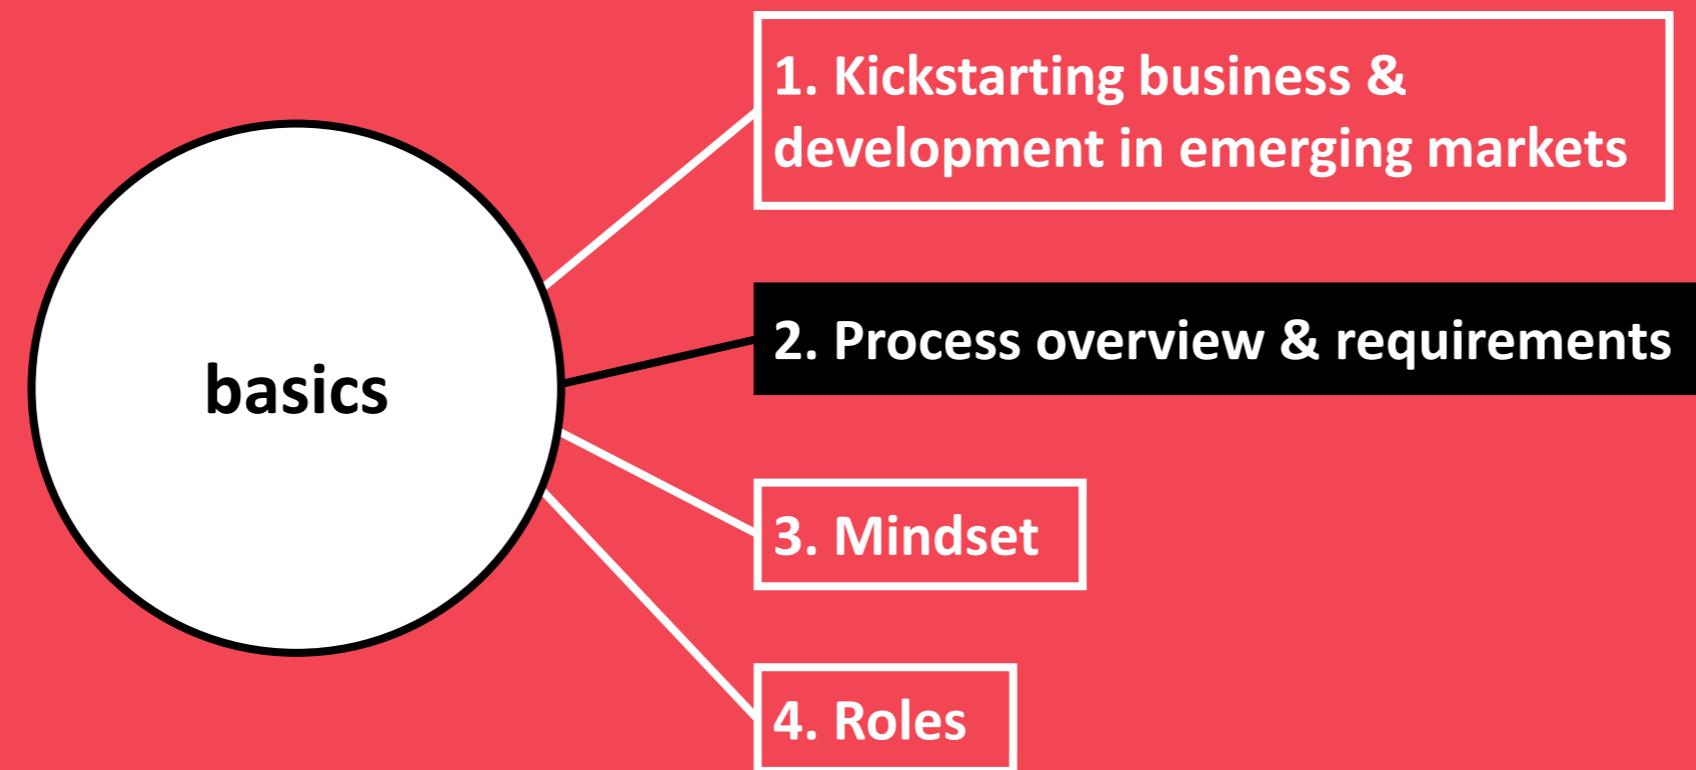 basics
1. Kickstarting business &
development in emerging markets
2. Process overview & requirements
3. Mindset
4. Roles